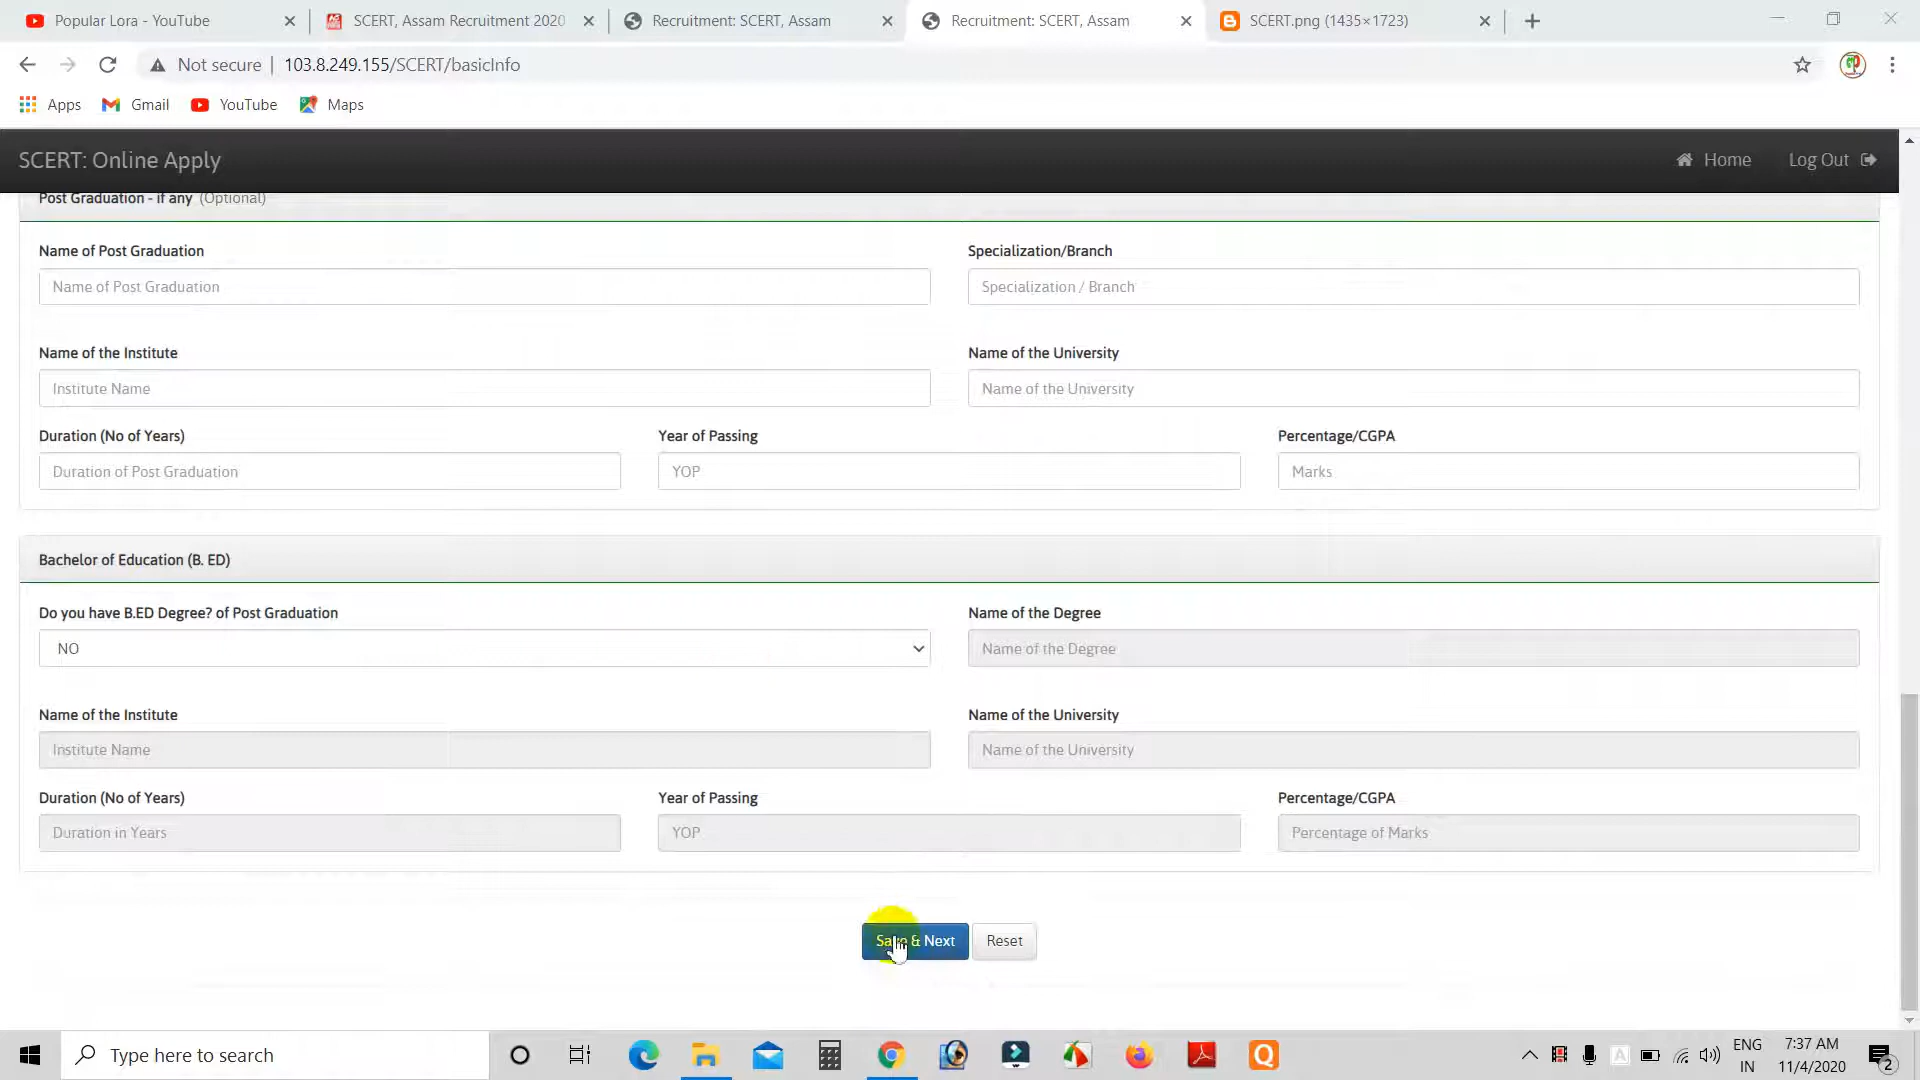 Popular Lora - YouTube
SCERT, Assam Recruitment 2020
Recruitment: SCERT, Assam
Recruitment: SCERT, Assam
SCERT.png (1435×1723)
Not secure | 103.8.249.155/SCERT/basicInfo
Apps Gmail YouTube Maps
SCERT: Online Apply Home Log Out
Post Graduation - if any (Optional)
Name of Post Graduation Specialization/Branch
Name of Post Graduation Specialization / Branch
Name of the Institute Name of the University
Institute Name Name of the University
Duration (No of Years) Year of Passing Percentage/CGPA
Duration of Post Graduation YOP Marks
Bachelor of Education (B. ED)
Do you have B.ED Degree? of Post Graduation Name of the Degree
NO Name of the Degree
Name of the Institute Name of the University
Institute Name Name of the University
Duration (No of Years) Year of Passing Percentage/CGPA
Duration in Years YOP Percentage of Marks
Save & Next Reset
Type here to search
ENG 7:37 AM
IN 11/4/2020 2